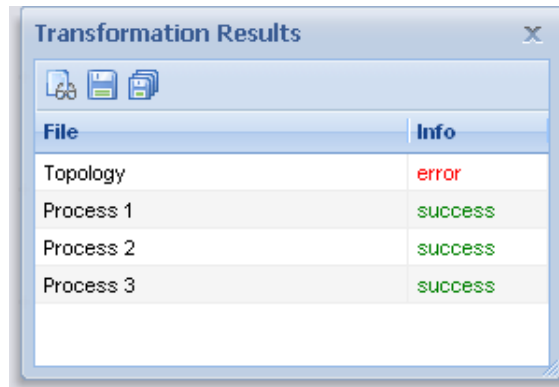 Transformation Results
File Info
Topology error
Process 1 success
Process 2 success
Process 3 success